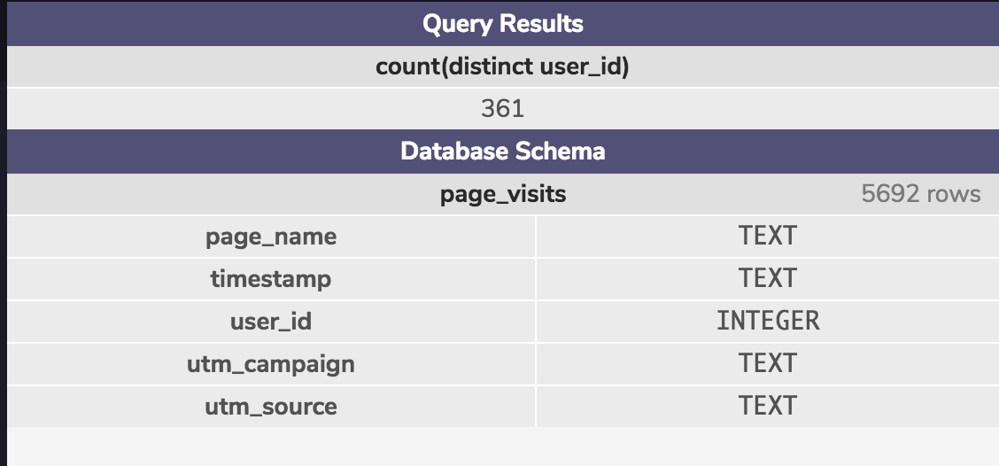 Query Results
count(distinct user_id)
361
Database Schema
page_visits 5692 rows
page_name TEXT
timestamp TEXT
user_id INTEGER
utm_campaign TEXT
utm_source TEXT